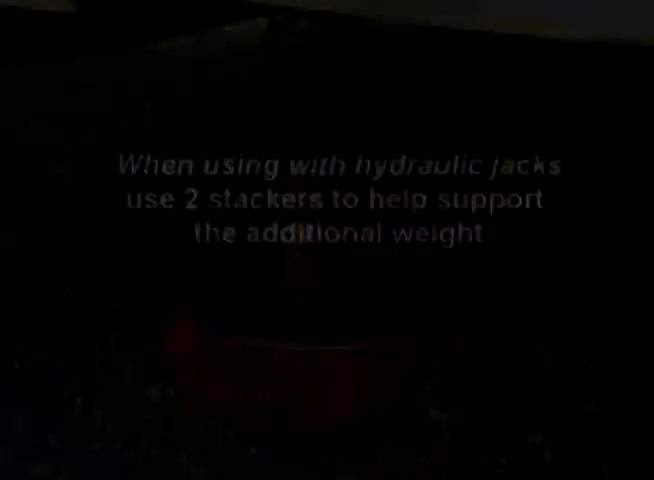 When using with hydraulic jacks
use 2 stackers to help support
the additional weight